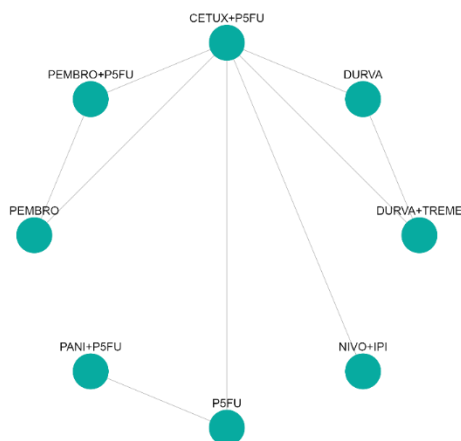 CETUX+P5FU
PEMBRO+P5FU
DURVA
PEMBRO
DURVA+TREME
PANI+P5FU
NIVO+IPI
P5FU